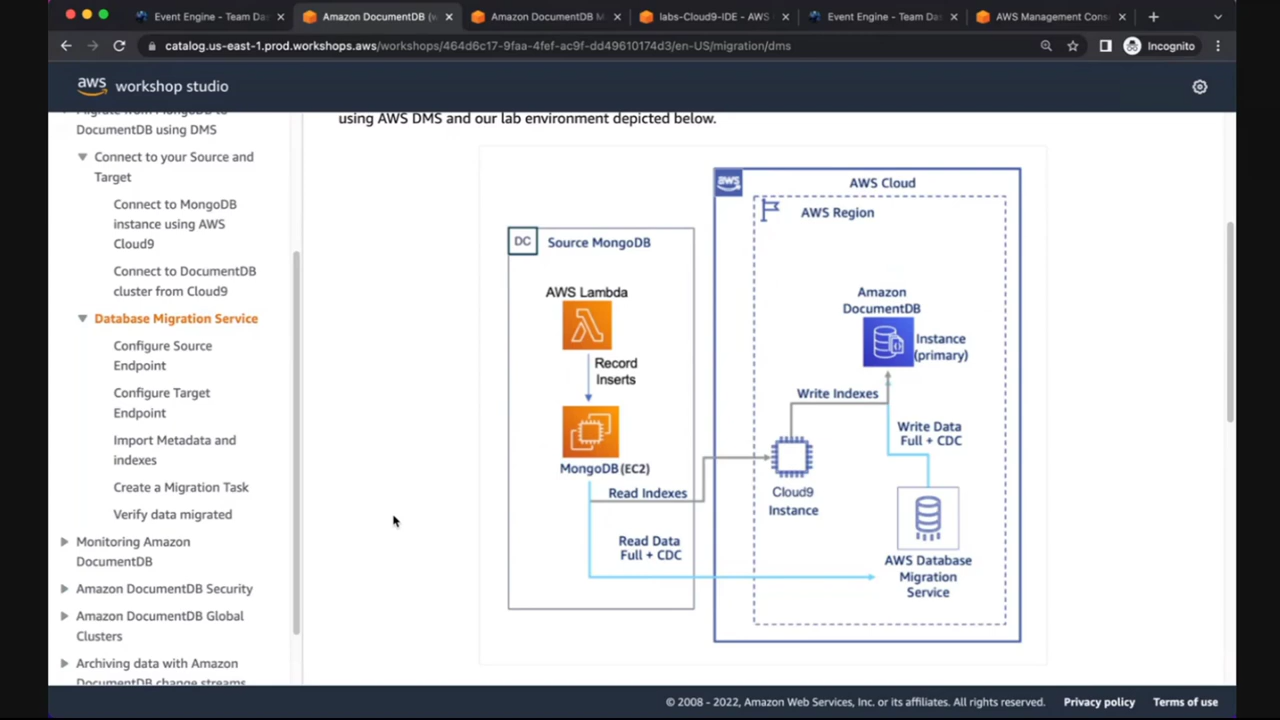 Event Engine - Team Da
Amazon DocumentDB (w
Amazon DocumentDB M
labs-Cloud9-IDE - AWS
Event Engine - Team Da
AWS Management Cons
catalog.us-east-1.prod.workshops.aws/workshops/464d6c17-9faa-4fef-ac9f-dd49610174d3/en-US/migration/dms
Incognito
aws workshop studio
Migrate from MongoDB to
DocumentDB using DMS
Connect to your Source and
Target
Connect to MongoDB
instance using AWS
Cloud9
Connect to DocumentDB
cluster from Cloud9
Database Migration Service
Configure Source
Endpoint
Configure Target
Endpoint
Import Metadata and
indexes
Create a Migration Task
Verify data migrated
Monitoring Amazon
DocumentDB
Amazon DocumentDB Security
Amazon DocumentDB Global
Clusters
Archiving data with Amazon
DocumentDB change streams
using AWS DMS and our lab environment depicted below.
aws
AWS Cloud
AWS Region
DC
Source MongoDB
AWS Lambda
Record
Inserts
MongoDB (EC2)
Read Indexes
Read Data
Full + CDC
Amazon
DocumentDB
Instance
(primary)
Write Indexes
Write Data
Full + CDC
Cloud9
Instance
AWS Database
Migration
Service
© 2008 - 2022, Amazon Web Services, Inc. or its affiliates. All rights reserved.
Privacy policy
Terms of use